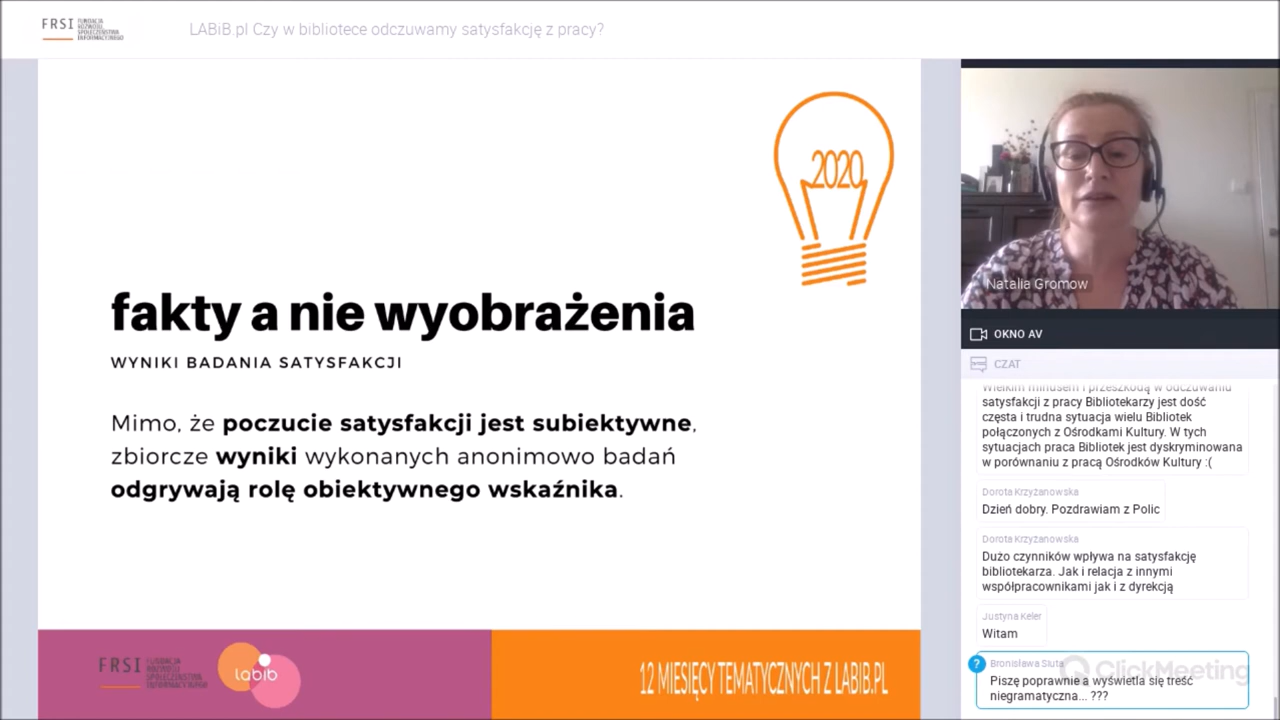 FRSI FUNDACJA
ROZWOJU
SPOŁECZEŃSTWA
INFORMACYJNEGO
LABiB.pl Czy w bibliotece odczuwamy satysfakcję z pracy?
2020
fakty a nie wyobrażenia
WYNIKI BADANIA SATYSFAKCJI
Mimo, że poczucie satysfakcji jest subiektywne,
zbiorcze wyniki wykonanych anonimowo badań
odgrywają rolę obiektywnego wskaźnika.
FRSI FUNDACJA
ROZWOJU
SPOŁECZEŃSTWA
INFORMACYJNEGO
labib
12 MIESIĘCY TEMATYCZNYCH Z LABIB.PL
Natalia Gromow
OKNO AV
CZAT
Wielkim minusem i przeszkodą w odczuwaniu
satysfakcji z pracy Bibliotekarzy jest dość
częsta i trudna sytuacja wielu Bibliotek
połączonych z Ośrodkami Kultury. W tych
sytuacjach praca Bibliotek jest dyskryminowana
w porównaniu z pracą Ośrodków Kultury :(
Dorota Krzyżanowska
Dzień dobry. Pozdrawiam z Polic
Dorota Krzyżanowska
Dużo czynników wpływa na satysfakcję
bibliotekarza. Jak i relacja z innymi
współpracownikami jak i z dyrekcją
Justyna Keler
Witam
?
Bronisława Sluta
Piszę poprawnie a wyświetla się treść
niegramatyczna... ???
ClickMeeting